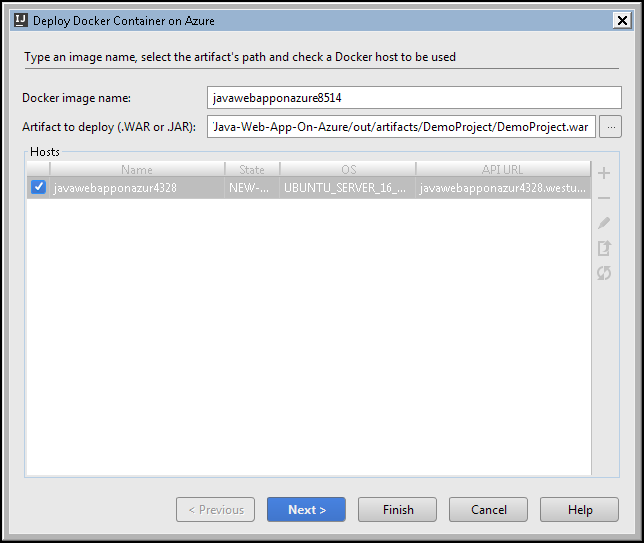 IJ Deploy Docker Container on Azure
Type an image name, select the artifact's path and check a Docker host to be used
Docker image name: javawebapponazure8514
Artifact to deploy (.WAR or .JAR): 'Java-Web-App-On-Azure/out/artifacts/DemoProject/DemoProject.war ...
Hosts
Name State OS API URL
javawebapponazur4328 NEW-... UBUNTU_SERVER_16_... javawebapponazur4328.westu...
< Previous Next > Finish Cancel Help